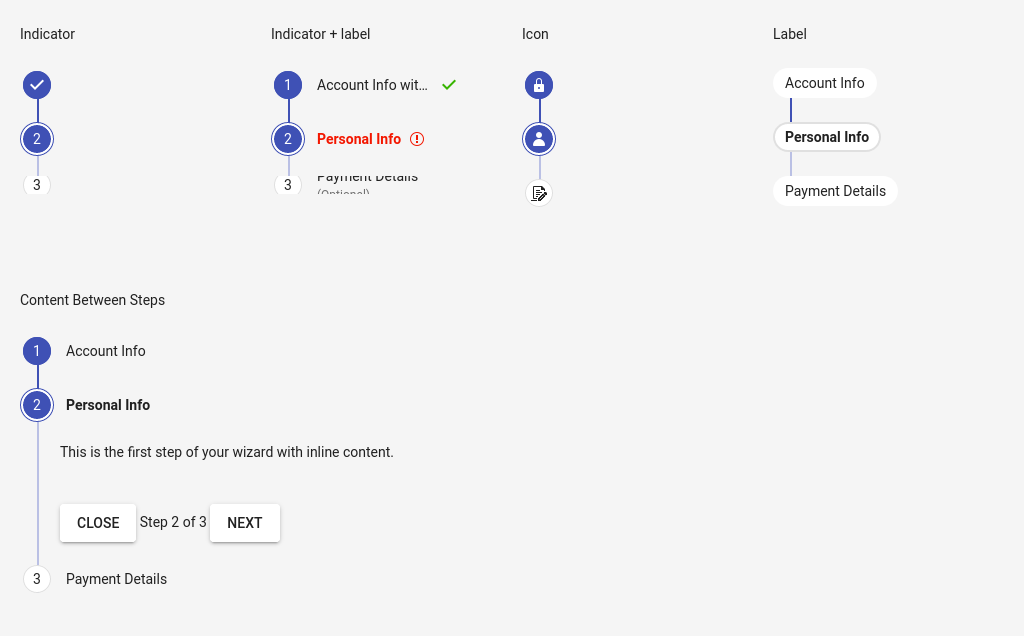 Indicator
2
3
Indicator + label
1 Account Info wit...
2 Personal Info
3 Payment Details
(Optional)
Icon
Label
Account Info
Personal Info
Payment Details
Content Between Steps
1 Account Info
2 Personal Info
This is the first step of your wizard with inline content.
CLOSE Step 2 of 3 NEXT
3 Payment Details